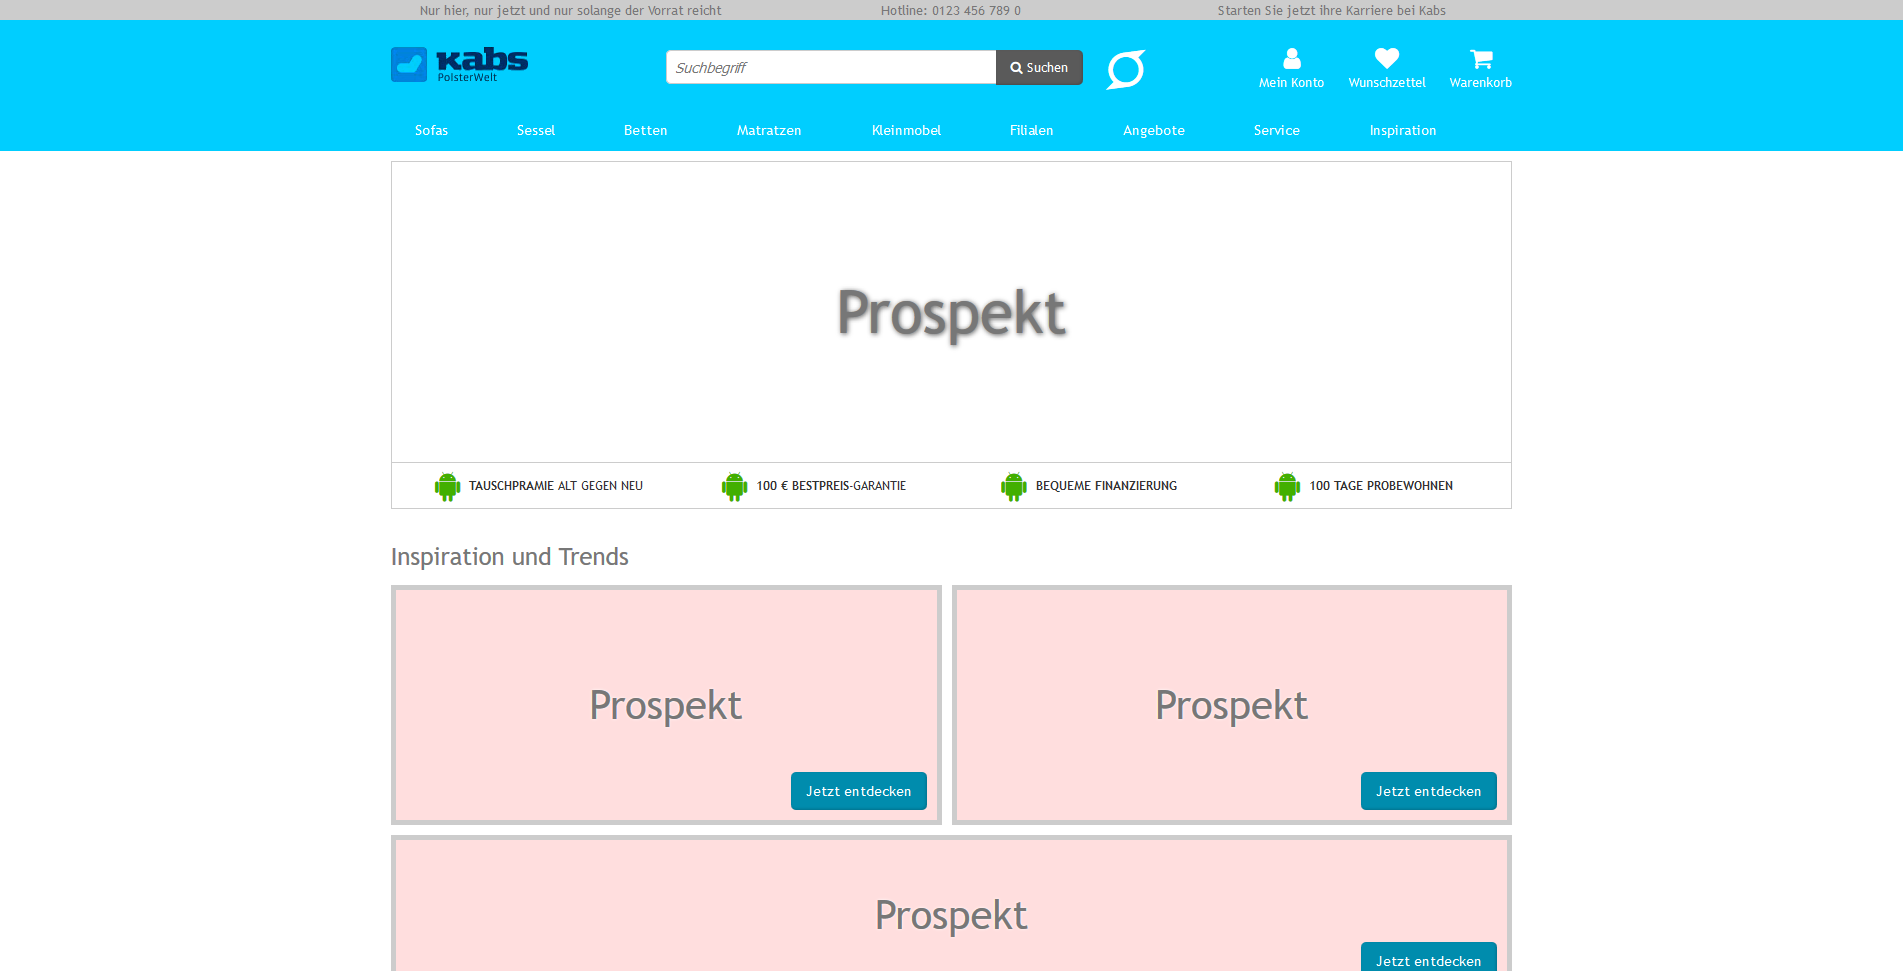 Nur hier, nur jetzt und nur solange der Vorrat reicht
Hotline: 0123 456 789 0
Starten Sie jetzt ihre Karriere bei Kabs
Kabs
PolsterWelt
Suchbegriff
Suchen
Mein Konto
Wunschzettel
Warenkorb
Sofas
Sessel
Betten
Matratzen
Kleinmobel
Filialen
Angebote
Service
Inspiration
Prospekt
TAUSCHPRAMIE ALT GEGEN NEU
100 € BESTPREIS-GARANTIE
BEQUEME FINANZIERUNG
100 TAGE PROBEWOHNEN
Inspiration und Trends
Prospekt
Jetzt entdecken
Prospekt
Jetzt entdecken
Prospekt
Jetzt entdecken